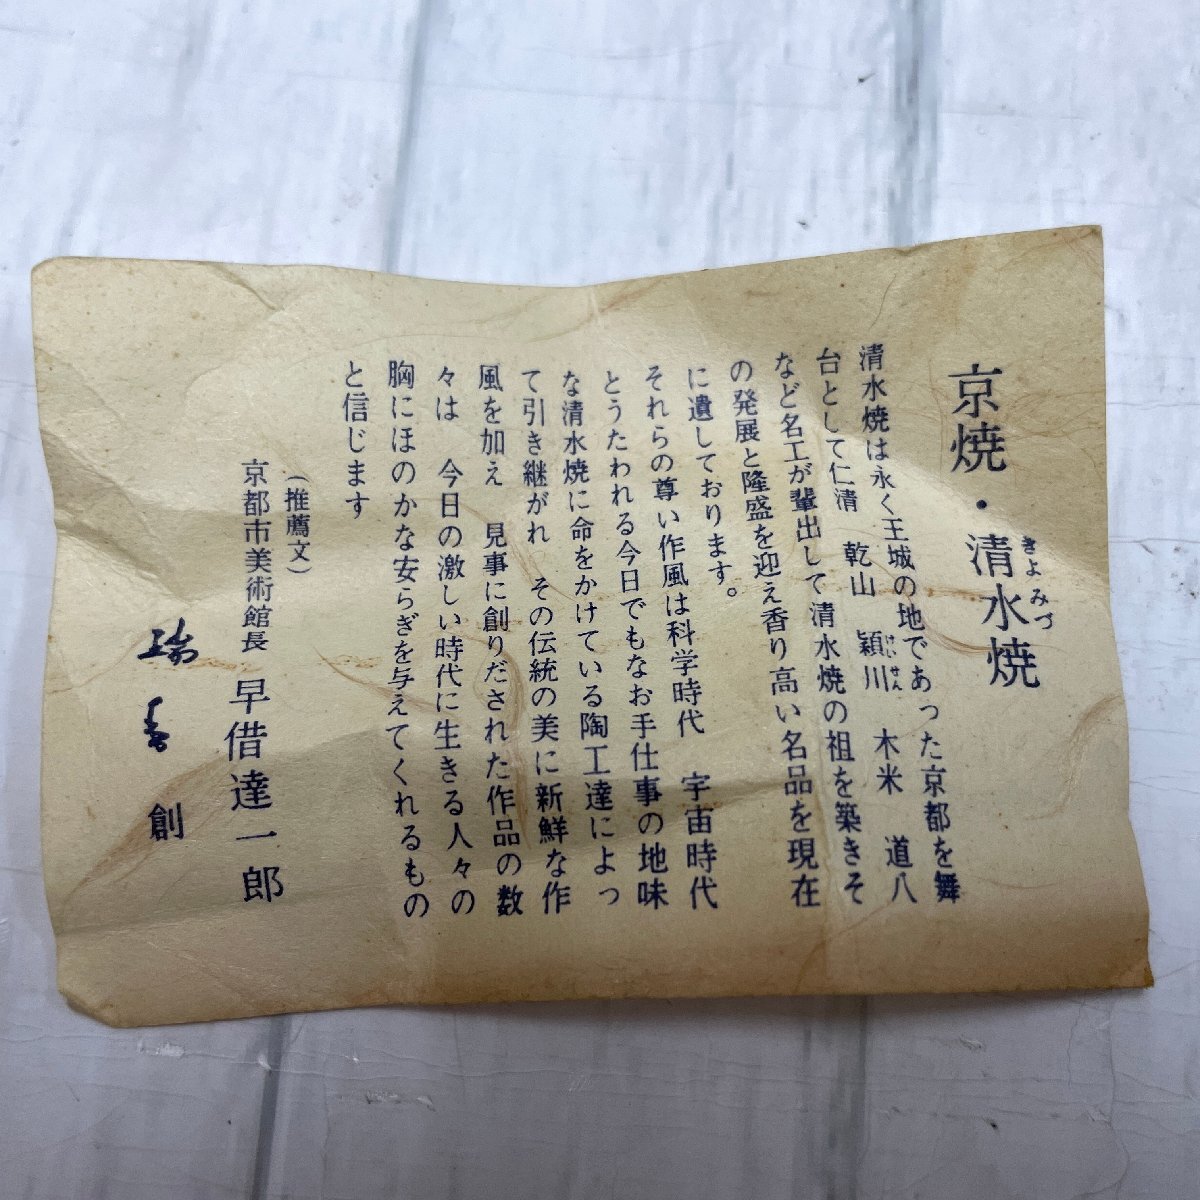 京焼・清水焼
きよみづ
清水焼は永く王城の地であった京都を舞
台として仁清 乾山 穎川 木米 道八
けいせん
など名工が輩出して清水焼の祖を築きそ
の発展と隆盛を迎え香り高い名品を現在
に遺しております。
それらの尊い作風は科学時代 宇宙時代
とうたわれる今日でもなお手仕事の地味
な清水焼に命をかけている陶工達によっ
て引き継がれ その伝統の美に新鮮な作
風を加え 見事に創りだされた作品の数
々は 今日の激しい時代に生きる人々の
胸にほのかな安らぎを与えてくれるもの
と信じます
(推薦文)
京都市美術館長 早借達一郎
創